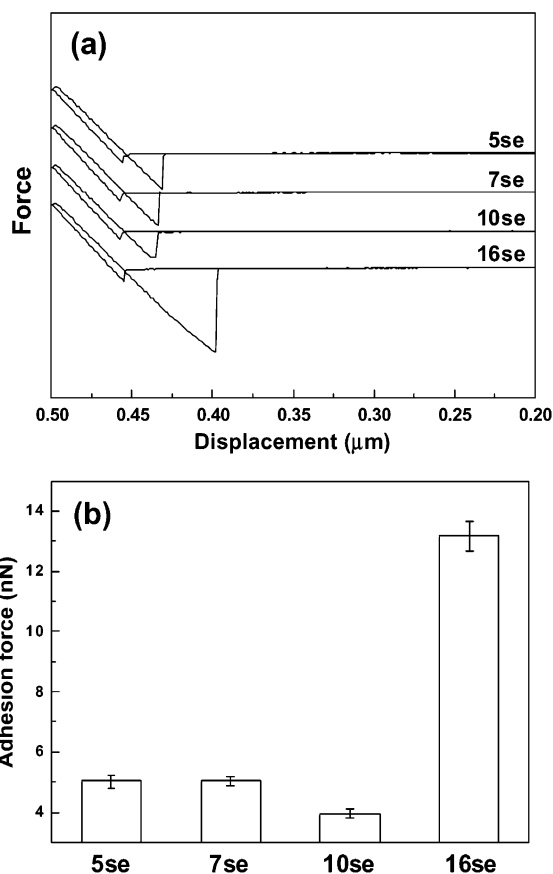 (a)
Force
5se
7se
10se
16se
0.50 0.45 0.40 0.35 0.30 0.25 0.20
Displacement (μm)
(b)
Adhesion force (nN)
14
12
10
8
6
4
5se 7se 10se 16se